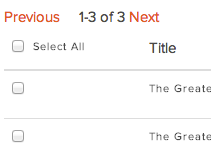 Previous 1-3 of 3 Next
Select All Title
The Greate
The Greate